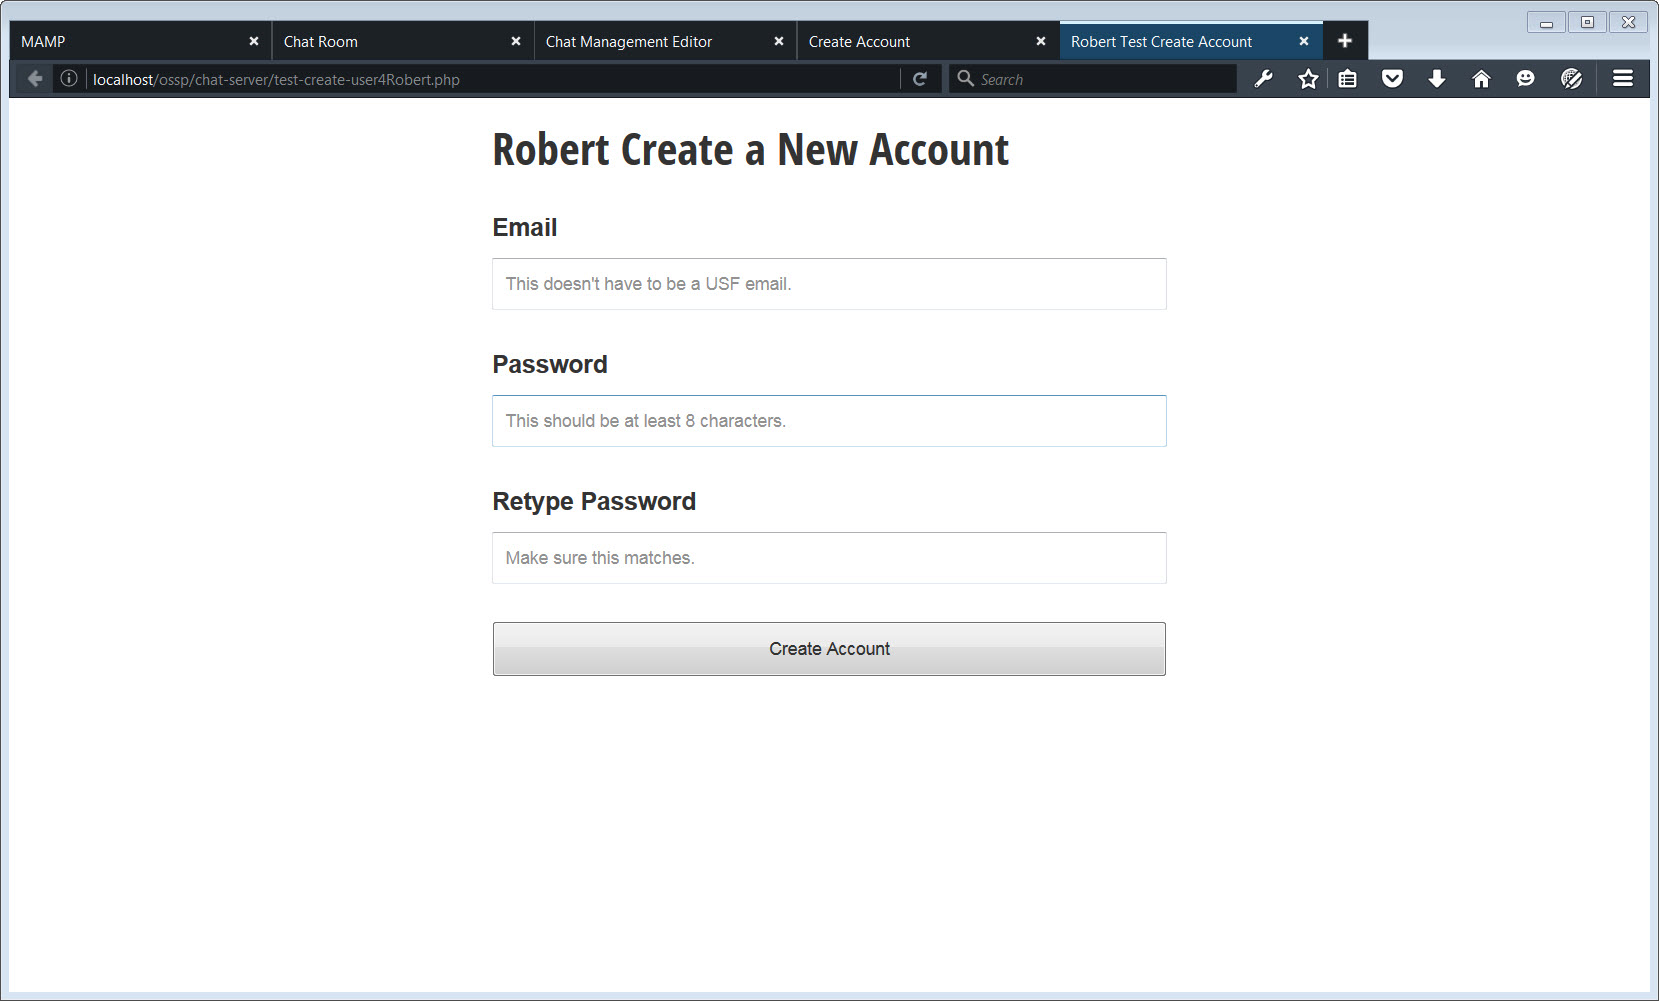 MAMP
Chat Room
Chat Management Editor
Create Account
Robert Test Create Account
localhost/ossp/chat-server/test-create-user4Robert.php
Search
Robert Create a New Account
Email
This doesn't have to be a USF email.
Password
This should be at least 8 characters.
Retype Password
Make sure this matches.
Create Account